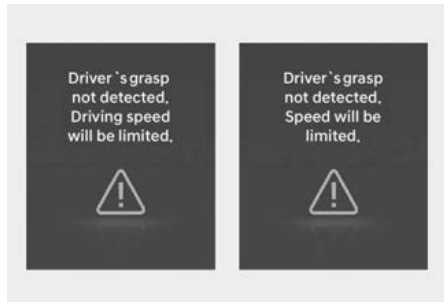 Driver`s grasp
not detected.
Driving speed
will be limited.
Driver`s grasp
not detected.
Speed will be
limited.